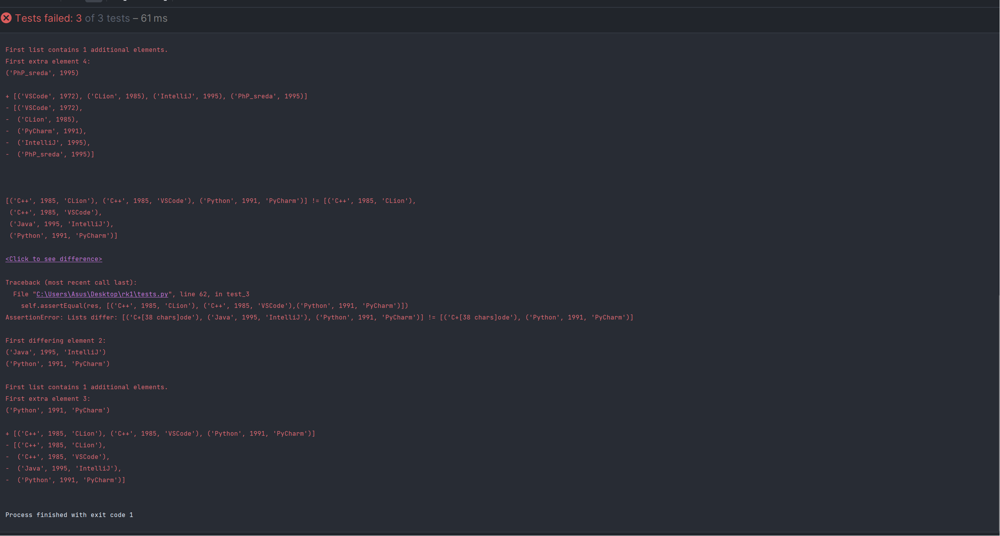 Tests failed: 3 of 3 tests – 61 ms
First list contains 1 additional elements.
First extra element 4:
('PhP_sreda', 1995)
+ [('VSCode', 1972), ('CLion', 1985), ('IntelliJ', 1995), ('PhP_sreda', 1995)]
- [('VSCode', 1972),
-  ('CLion', 1985),
-  ('PyCharm', 1991),
-  ('IntelliJ', 1995),
-  ('PhP_sreda', 1995)]
[('C++', 1985, 'CLion'), ('C++', 1985, 'VSCode'), ('Python', 1991, 'PyCharm')] != [('C++', 1985, 'CLion'),
 ('C++', 1985, 'VSCode'),
 ('Java', 1995, 'IntelliJ'),
 ('Python', 1991, 'PyCharm')]
<Click to see difference>
Traceback (most recent call last):
  File "C:\Users\Asus\Desktop\rk1\tests.py", line 62, in test_3
    self.assertEqual(res, [('C++', 1985, 'CLion'), ('C++', 1985, 'VSCode'),('Python', 1991, 'PyCharm')])
AssertionError: Lists differ: [('C+[38 chars]ode'), ('Java', 1995, 'IntelliJ'), ('Python', 1991, 'PyCharm')] != [('C+[38 chars]ode'), ('Python', 1991, 'PyCharm')]
First differing element 2:
('Java', 1995, 'IntelliJ')
('Python', 1991, 'PyCharm')
First list contains 1 additional elements.
First extra element 3:
('Python', 1991, 'PyCharm')
+ [('C++', 1985, 'CLion'), ('C++', 1985, 'VSCode'), ('Python', 1991, 'PyCharm')]
- [('C++', 1985, 'CLion'),
-  ('C++', 1985, 'VSCode'),
-  ('Java', 1995, 'IntelliJ'),
-  ('Python', 1991, 'PyCharm')]
Process finished with exit code 1